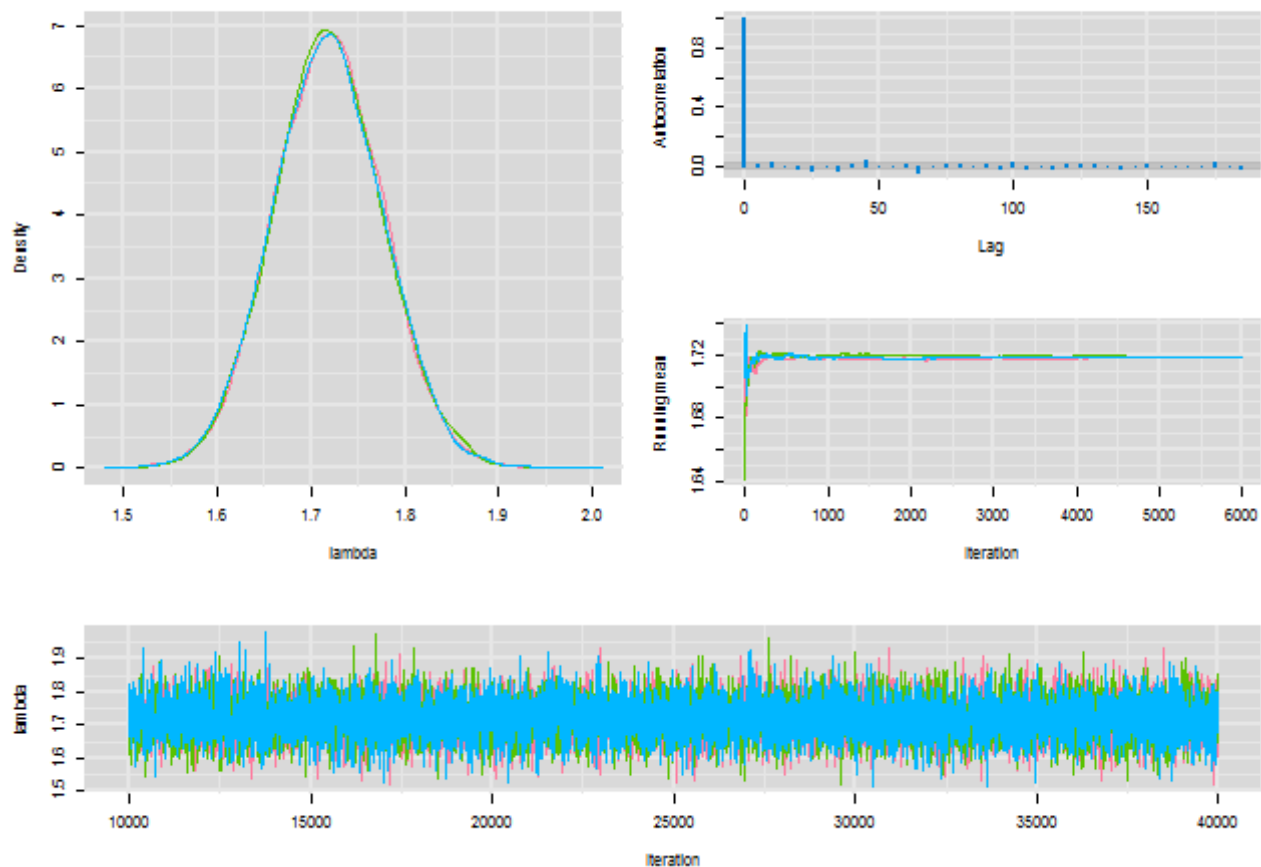 Density
0 1 2 3 4 5 6 7
1.5 1.6 1.7 1.8 1.9 2.0
lambda
Autocorrelation
0.0 0.4 0.8
0 50 100 150
Lag
Running mean
1.64 1.68 1.72
0 1000 2000 3000 4000 5000 6000
Iteration
lambda
1.5 1.6 1.7 1.8 1.9
10000 15000 20000 25000 30000 35000 40000
Iteration